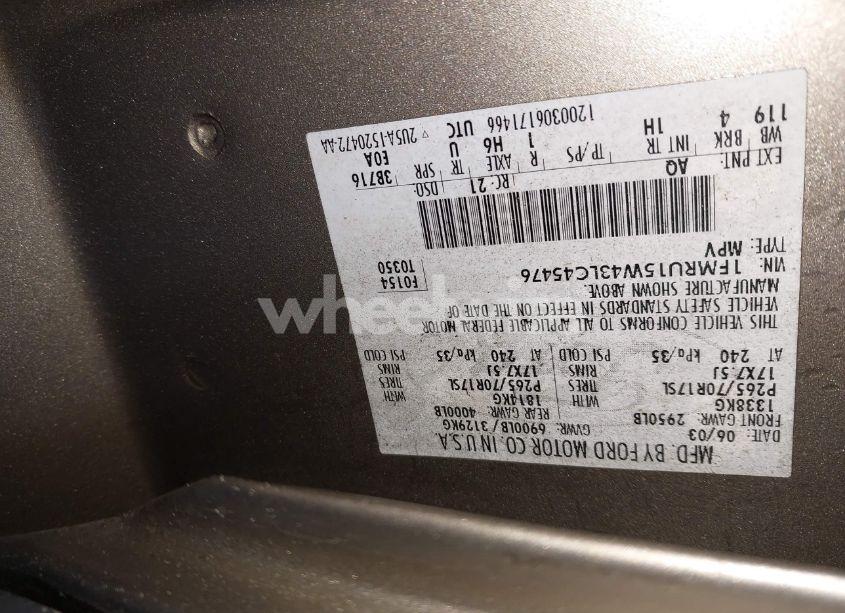 MFD. BY FORD MOTOR CO. IN U.S.A.
DATE: 06/03 GVWR: 6900LB / 3129KG
FRONT GAWR: 2950LB REAR GAWR: 4000LB
1338KG WITH 1814KG WITH
P265/70R17SL TIRES P265/70R17SL TIRES
17X7.5J RIMS 17X7.5J RIMS
AT 240 kPa/35 PSI COLD AT 240 kPa/35 PSI COLD
THIS VEHICLE CONFORMS TO ALL APPLICABLE FEDERAL MOTOR
VEHICLE SAFETY STANDARDS IN EFFECT ON THE DATE OF
MANUFACTURE SHOWN ABOVE.
VIN: 1FMRU15W43LC45476 F0154
TYPE: MPV T0350
EXT PNT: AQ RC: 21 DSO: 3B716
WB BRK INT TR TP/PS R AXLE TR SPR
119 4 1H 1 H6 U EOA
1200306171466 UTC ▽ 2U5A-1520472-AA